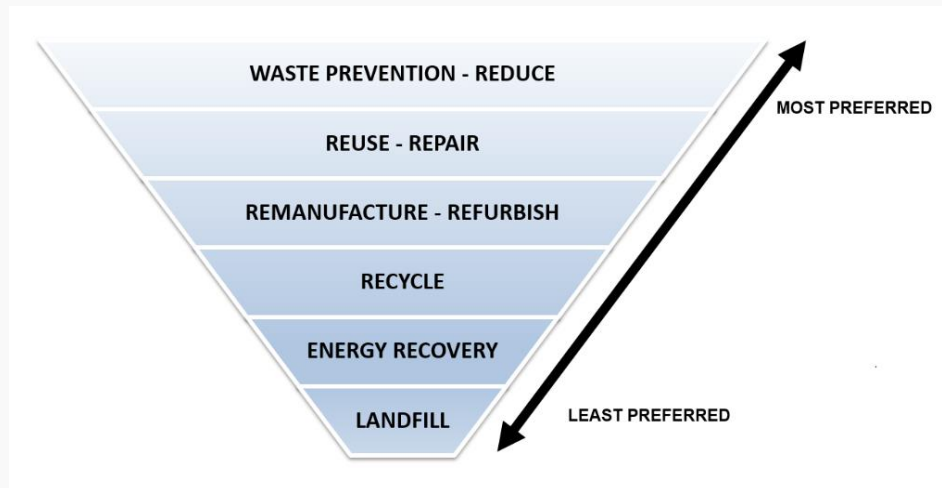 WASTE PREVENTION - REDUCE
MOST PREFERRED
REUSE - REPAIR
REMANUFACTURE - REFURBISH
RECYCLE
ENERGY RECOVERY
LANDFILL
LEAST PREFERRED